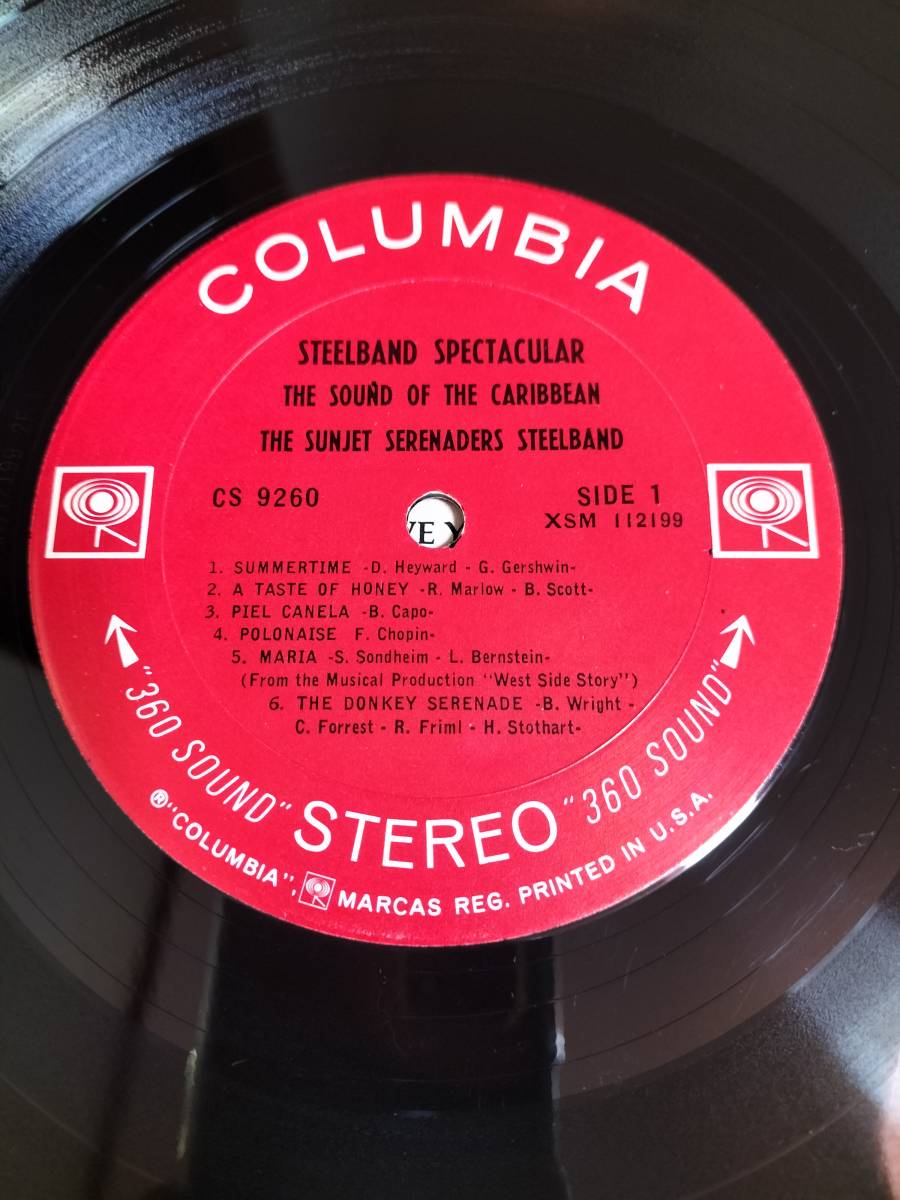 COLUMBIA
STEELBAND SPECTACULAR
THE SOUND OF THE CARIBBEAN
THE SUNJET SERENADERS STEELBAND
CS 9260
SIDE 1
XSM 112199
VE Y
1. SUMMERTIME -D. Heyward - G. Gershwin-
2. A TASTE OF HONEY -R. Marlow - B. Scott-
3. PIEL CANELA -B. Capo-
4. POLONAISE F. Chopin-
5. MARIA -S. Sondheim - L. Bernstein-
(From the Musical Production "West Side Story")
6. THE DONKEY SERENADE -B. Wright -
C. Forrest - R. Friml - H. Stothart-
"360 SOUND" STEREO "360 SOUND"
®"COLUMBIA", MARCAS REG. PRINTED IN U.S.A.